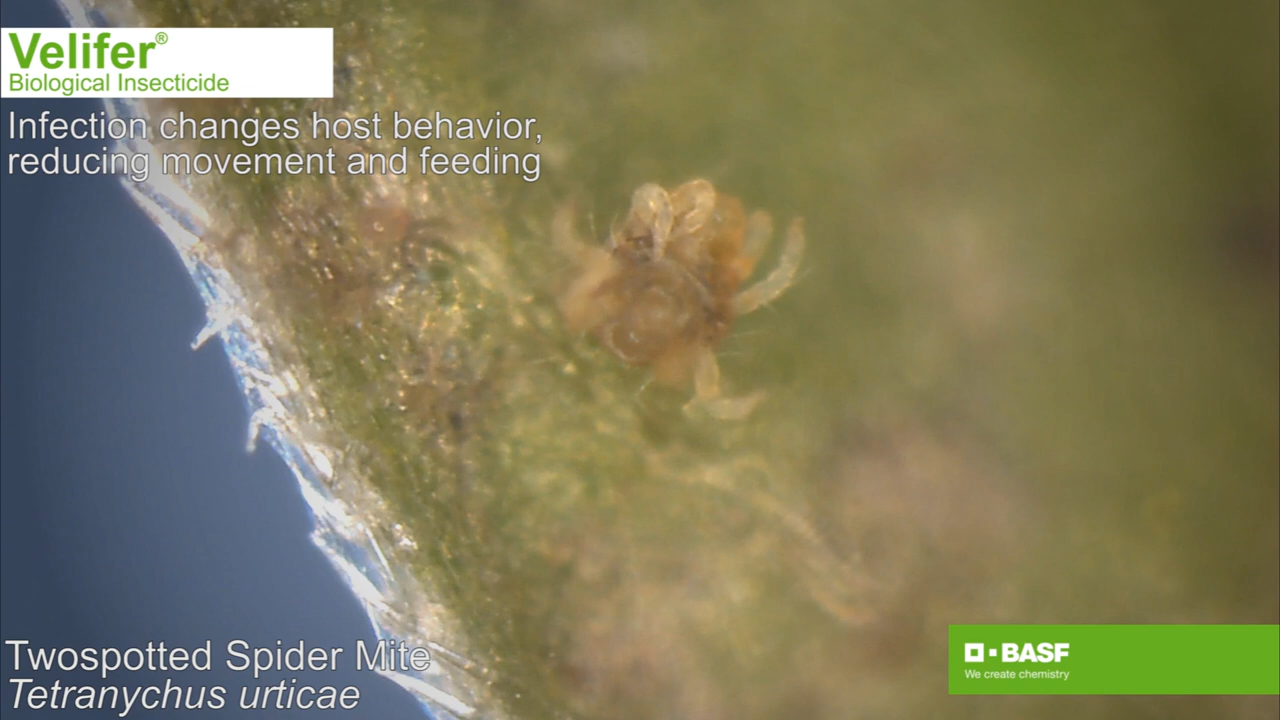 Velifer®
Biological Insecticide
Infection changes host behavior,
reducing movement and feeding
Twospotted Spider Mite
Tetranychus urticae
BASF
We create chemistry